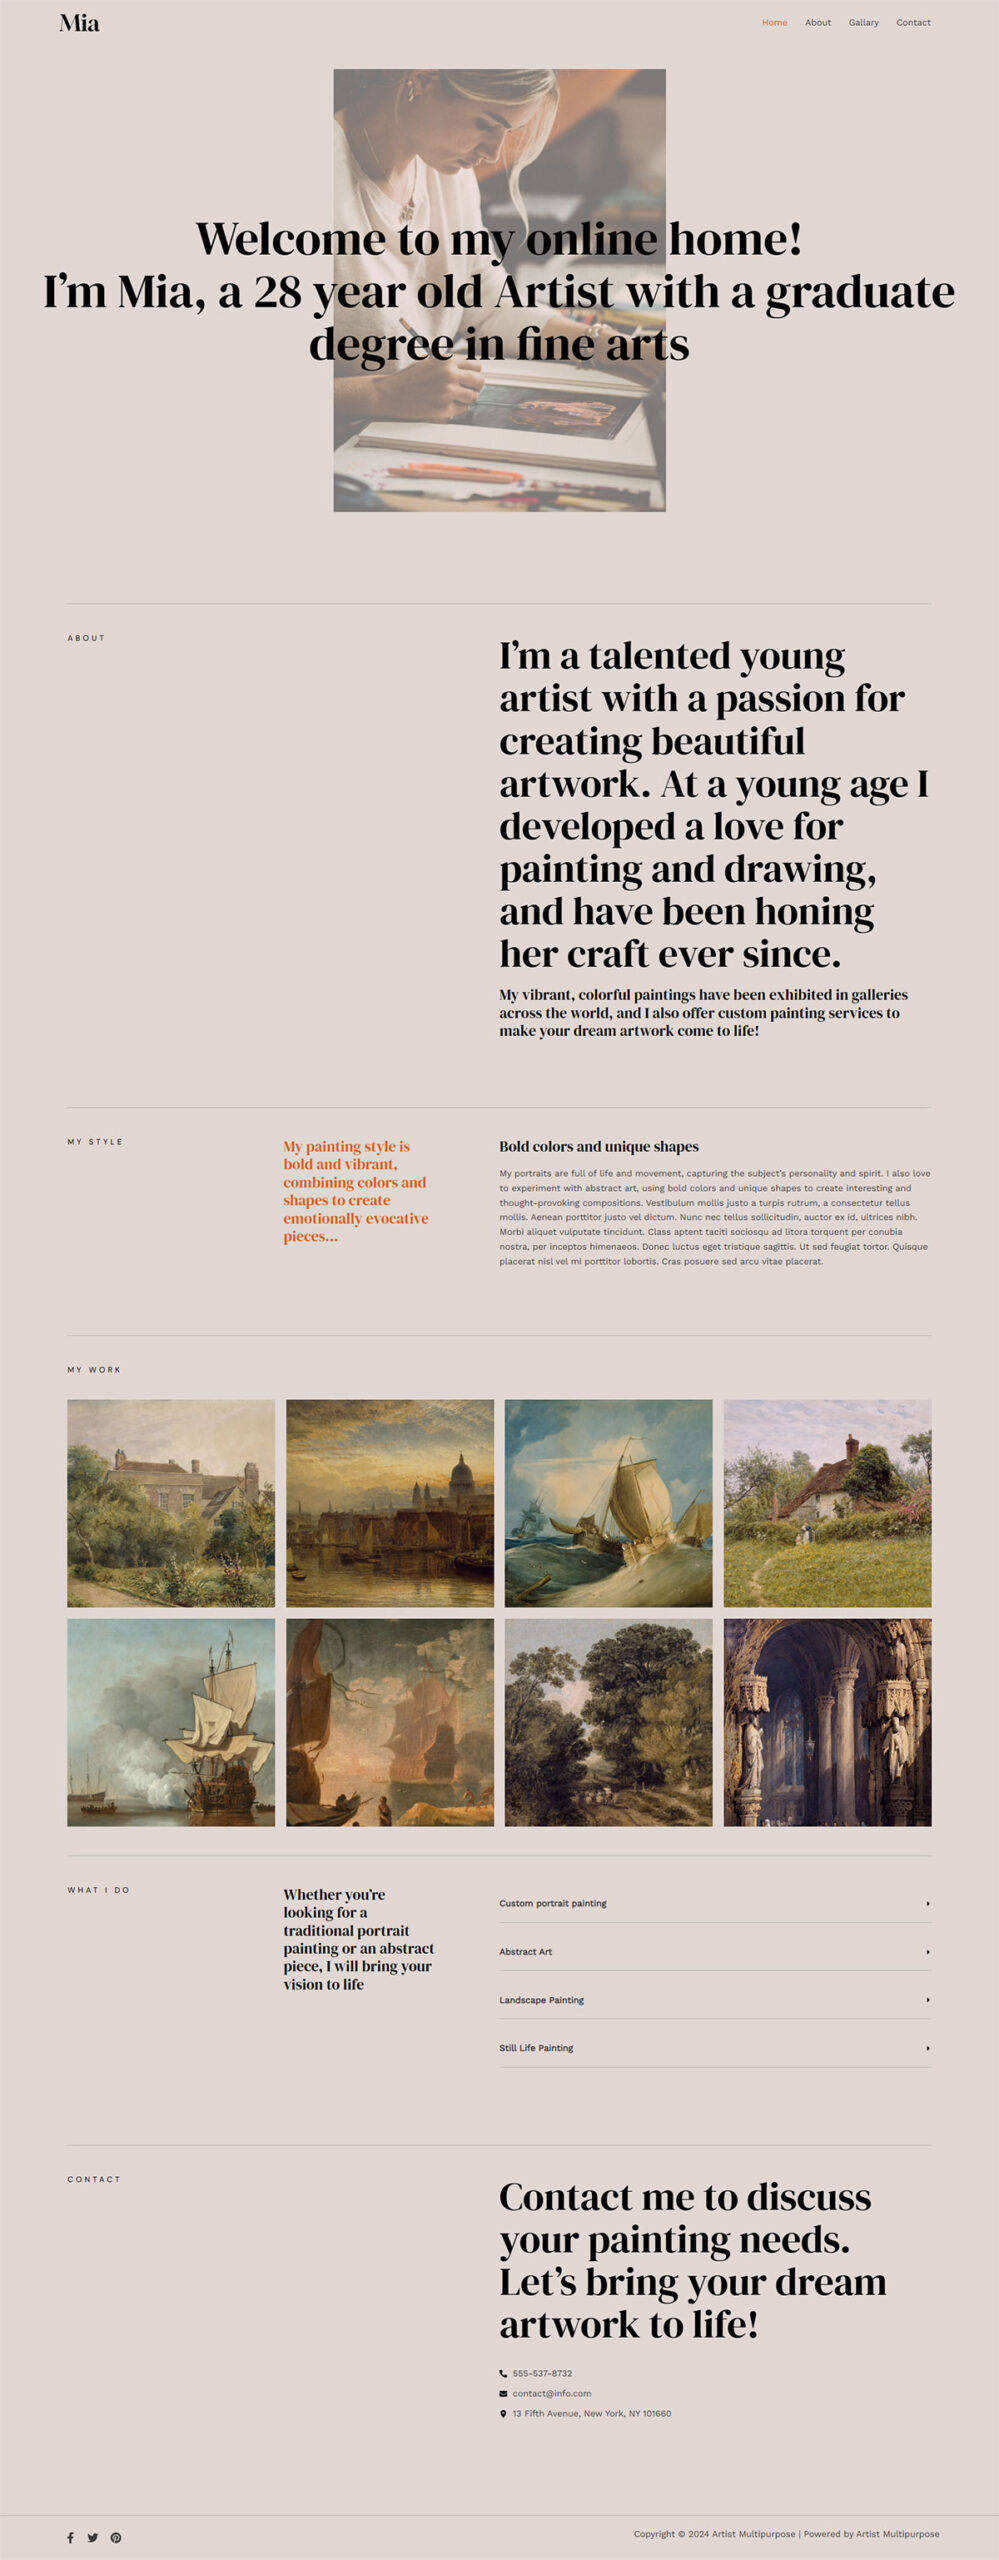 Mia
Home About Gallary Contact
Welcome to my online home!
I'm Mia, a 28 year old Artist with a graduate
degree in fine arts
ABOUT
I'm a talented young
artist with a passion for
creating beautiful
artwork. At a young age I
developed a love for
painting and drawing,
and have been honing
her craft ever since.
My vibrant, colorful paintings have been exhibited in galleries
across the world, and I also offer custom painting services to
make your dream artwork come to life!
MY STYLE
My painting style is
bold and vibrant,
combining colors and
shapes to create
emotionally evocative
pieces...
Bold colors and unique shapes
My portraits are full of life and movement, capturing the subject's personality and spirit. I also love
to experiment with abstract art, using bold colors and unique shapes to create interesting and
thought-provoking compositions. Vestibulum mollis justo a turpis rutrum, a consectetur tellus
mollis. Aenean porttitor justo vel dictum. Nunc nec tellus sollicitudin, auctor ex id, ultrices nibh.
Morbi aliquet vulputate tincidunt. Class aptent taciti sociosqu ad litora torquent per conubia
nostra, per inceptos himenaeos. Donec luctus eget tristique sagittis. Ut sed feugiat tortor. Quisque
placerat nisl vel mi porttitor lobortis. Cras posuere sed arcu vitae placerat.
MY WORK
WHAT I DO
Whether you're
looking for a
traditional portrait
painting or an abstract
piece, I will bring your
vision to life
Custom portrait painting
Abstract Art
Landscape Painting
Still Life Painting
CONTACT
Contact me to discuss
your painting needs.
Let's bring your dream
artwork to life!
555-537-8732
contact@info.com
13 Fifth Avenue, New York, NY 101660
Copyright © 2024 Artist Multipurpose | Powered by Artist Multipurpose